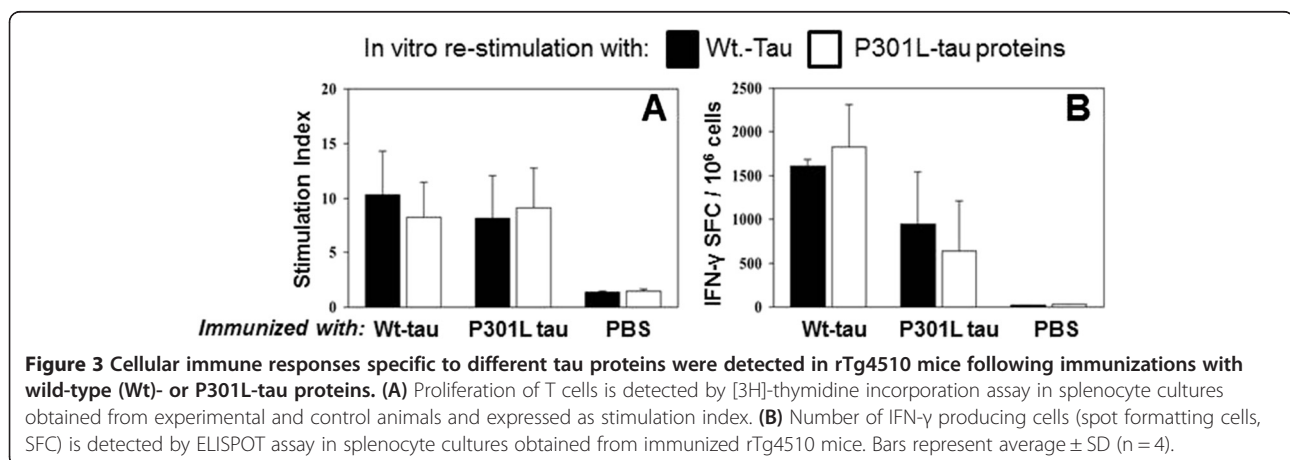 In vitro re-stimulation with: Wt.-Tau P301L-tau proteins
A
Stimulation Index
20
15
10
5
0
Immunized with: Wt-tau P301L tau PBS
B
IFN-γ SFC / 10⁶ cells
2500
2000
1500
1000
500
0
Wt-tau P301L tau PBS
Figure 3 Cellular immune responses specific to different tau proteins were detected in rTg4510 mice following immunizations with
wild-type (Wt)- or P301L-tau proteins. (A) Proliferation of T cells is detected by [3H]-thymidine incorporation assay in splenocyte cultures
obtained from experimental and control animals and expressed as stimulation index. (B) Number of IFN-γ producing cells (spot formatting cells,
SFC) is detected by ELISPOT assay in splenocyte cultures obtained from immunized rTg4510 mice. Bars represent average ± SD (n = 4).